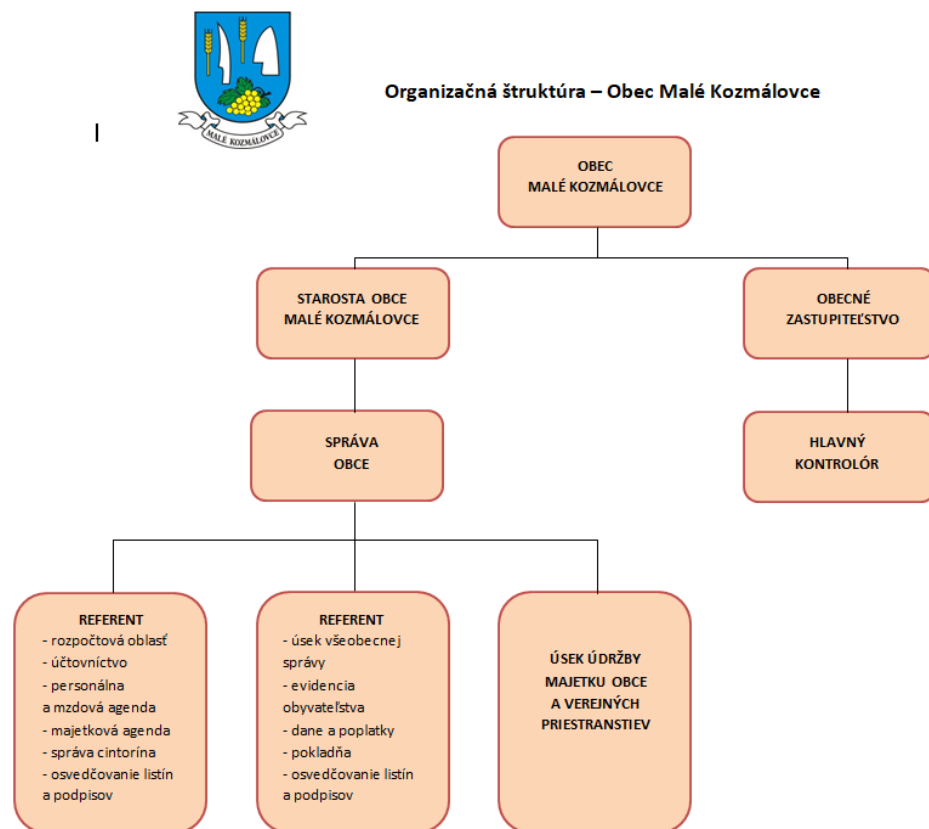 MALÉ KOZMÁLOVCE
Organizačná štruktúra – Obec Malé Kozmálovce
OBEC
MALÉ KOZMÁLOVCE
STAROSTA OBCE
MALÉ KOZMÁLOVCE
OBECNÉ
ZASTUPITEĽSTVO
SPRÁVA
OBCE
HLAVNÝ
KONTROLÓR
REFERENT
- rozpočtová oblasť
- účtovníctvo
- personálna
a mzdová agenda
- majetková agenda
- správa cintorína
- osvedčovanie listín
a podpisov
REFERENT
- úsek všeobecnej
správy
- evidencia
obyvateľstva
- dane a poplatky
- pokladňa
- osvedčovanie listín
a podpisov
ÚSEK ÚDRŽBY
MAJETKU OBCE
A VEREJNÝCH
PRIESTRANSTIEV